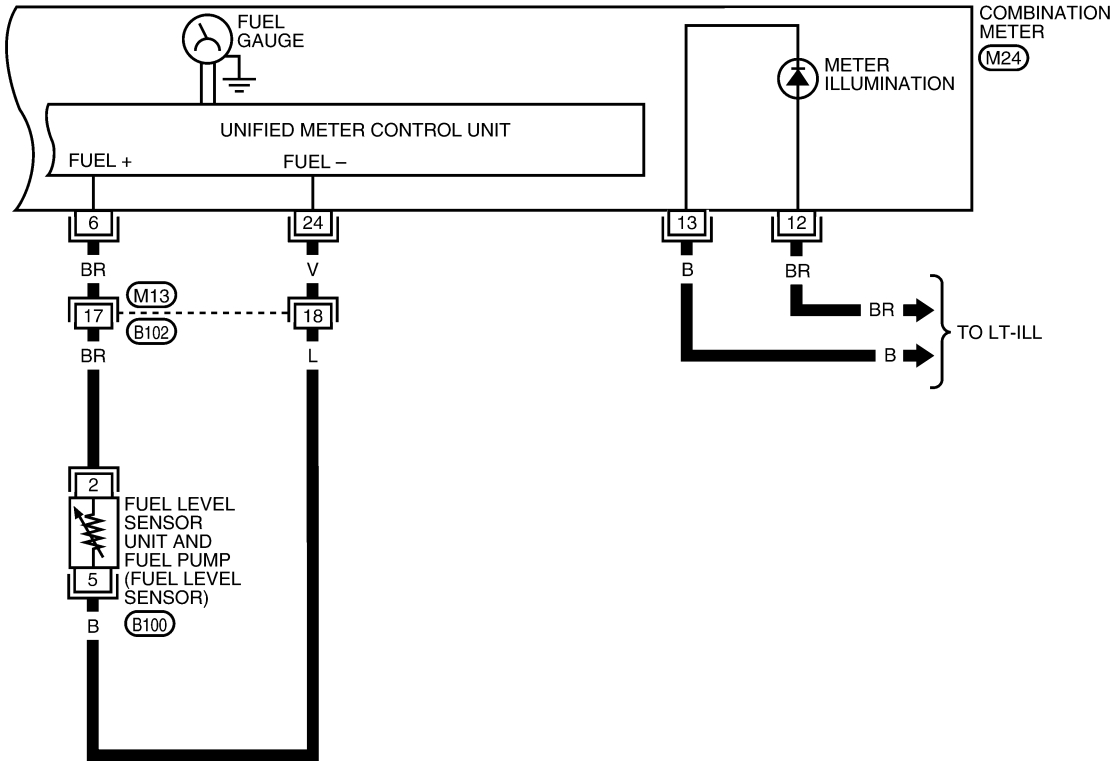 FUEL
GAUGE
COMBINATION
METER
M24
METER
ILLUMINATION
UNIFIED METER CONTROL UNIT
FUEL +
FUEL –
6
24
13
12
BR
V
B
BR
M13
17
18
B102
BR
L
BR
B
TO LT-ILL
2
FUEL LEVEL
SENSOR
UNIT AND
FUEL PUMP
(FUEL LEVEL
SENSOR)
5
B
B100